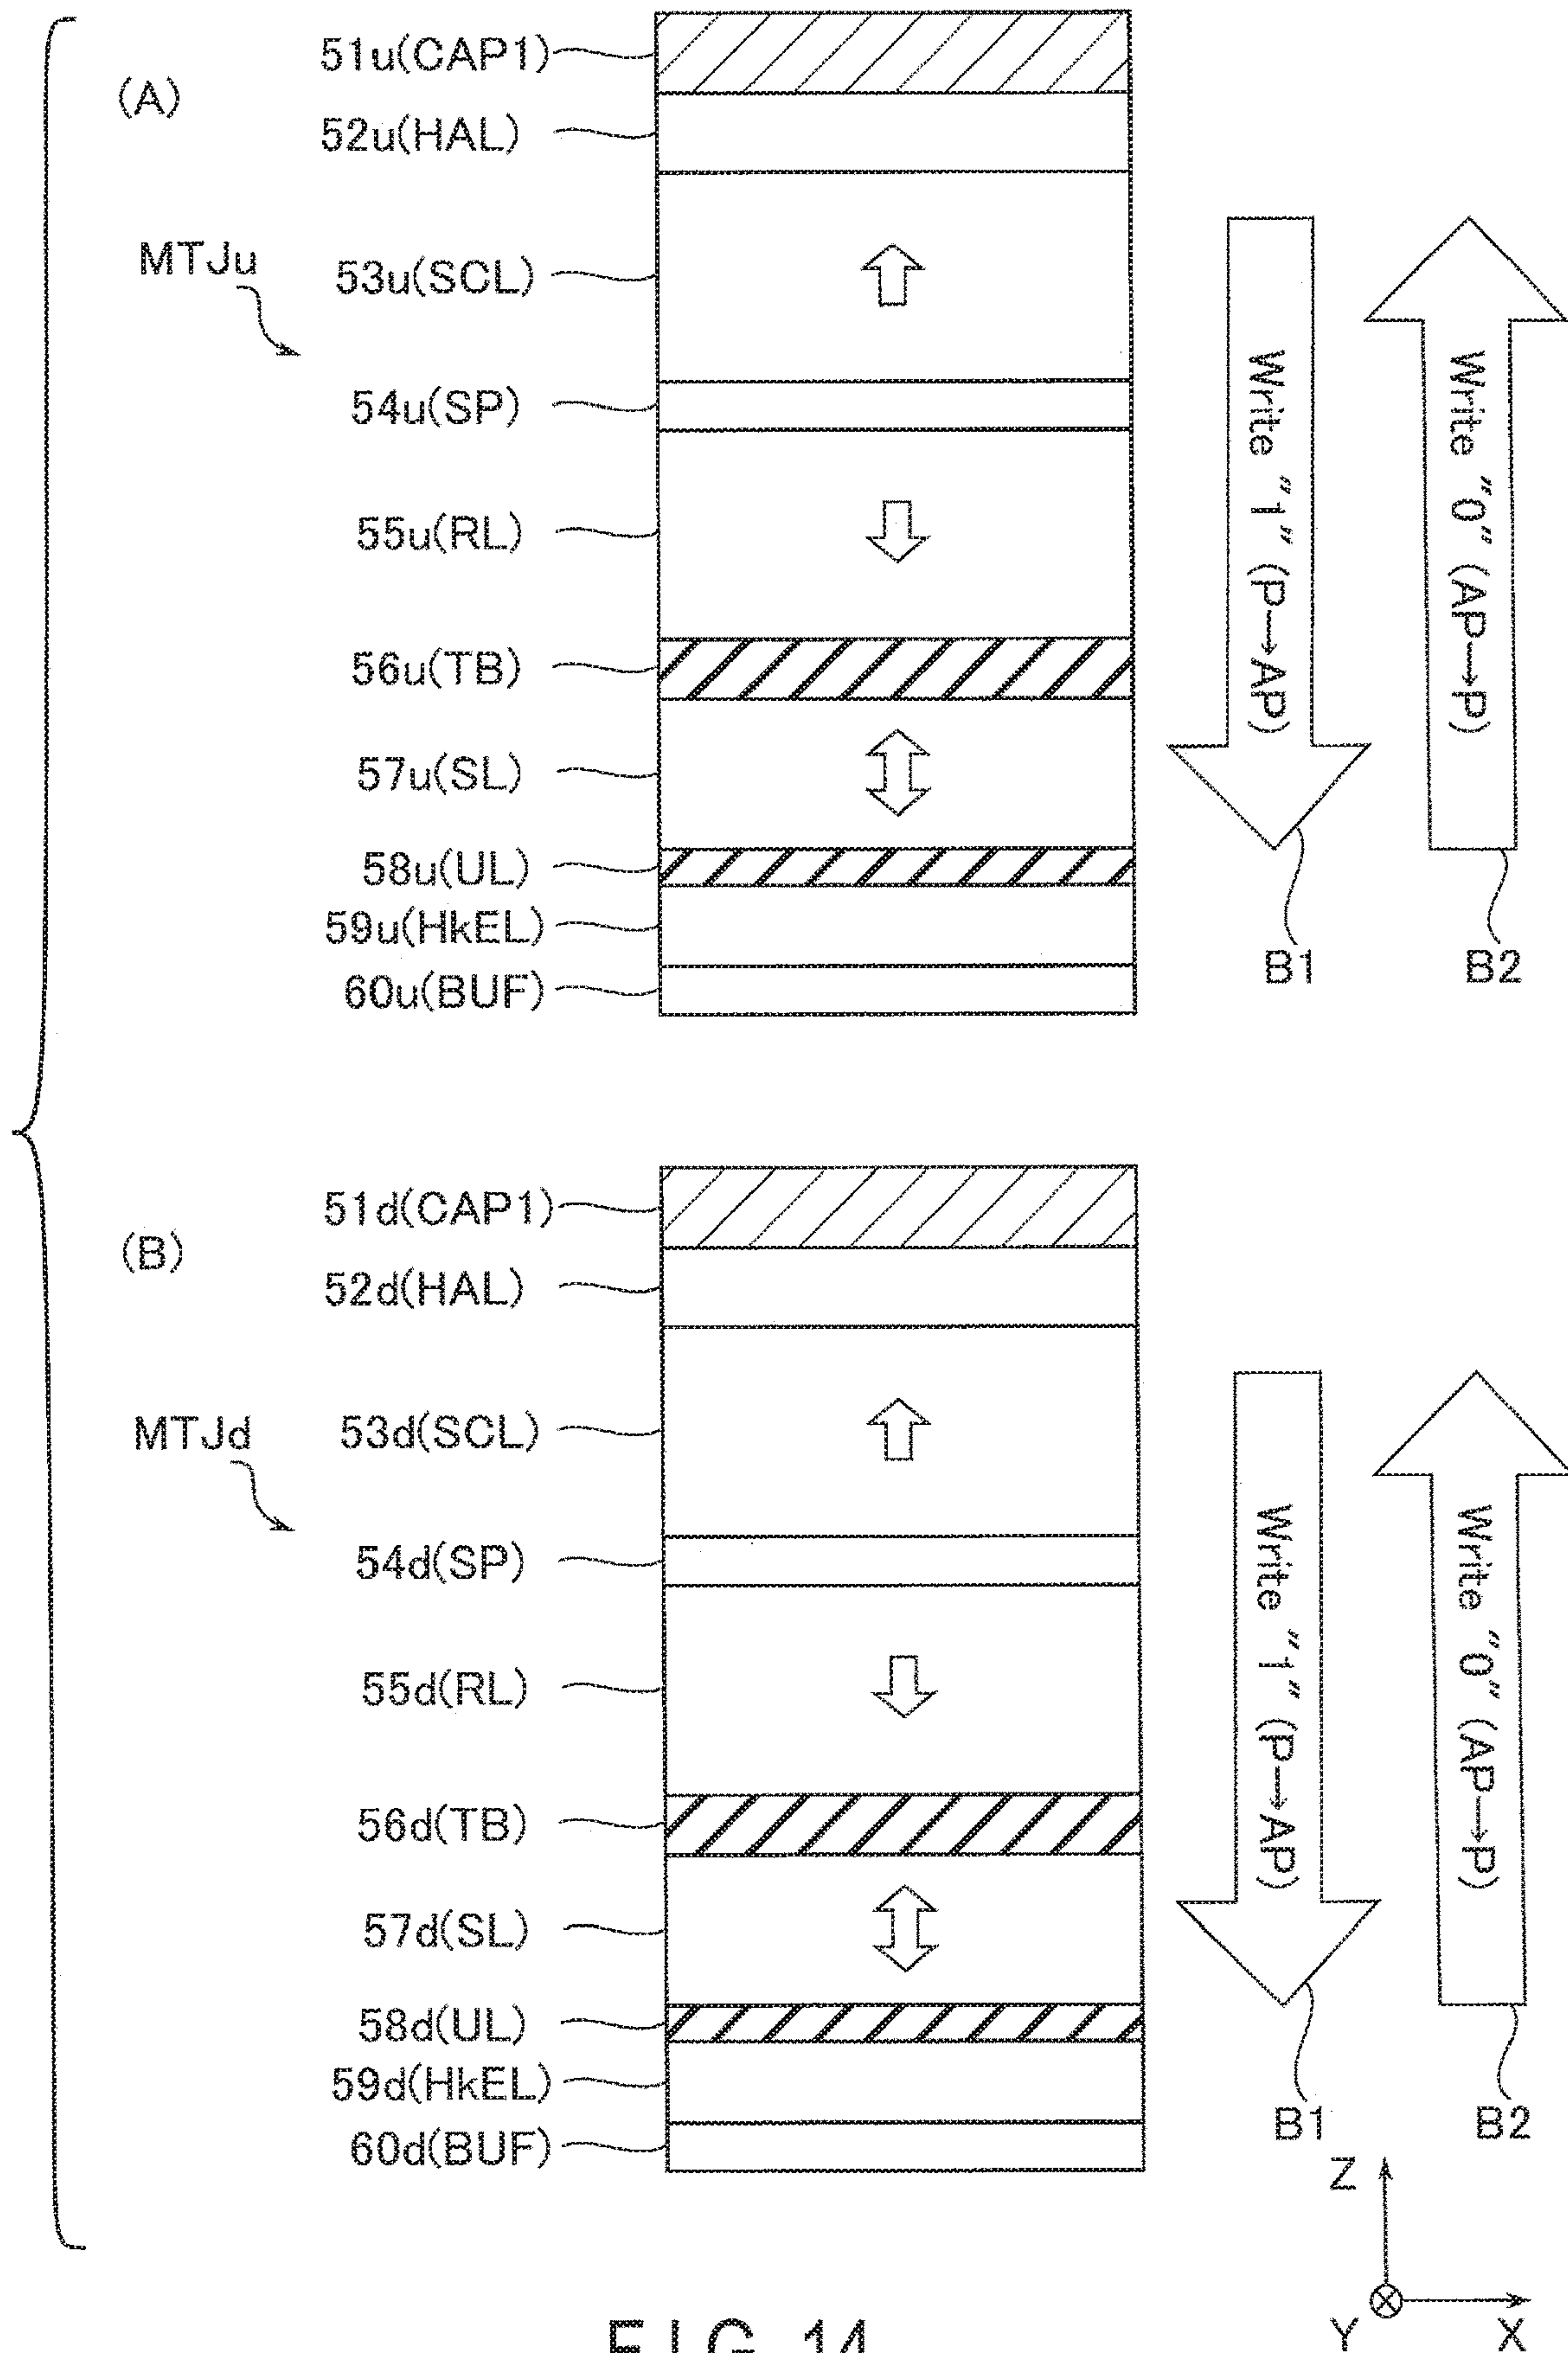 (A)
MTJu
51u(CAP1)
52u(HAL)
53u(SCL)
54u(SP)
55u(RL)
56u(TB)
57u(SL)
58u(UL)
59u(HkEL)
60u(BUF)
Write “1” (P→AP)
Write “0” (AP→P)
B1
B2
(B)
MTJd
51d(CAP1)
52d(HAL)
53d(SCL)
54d(SP)
55d(RL)
56d(TB)
57d(SL)
58d(UL)
59d(HkEL)
60d(BUF)
Write “1” (P→AP)
Write “0” (AP→P)
B1
B2
Z
Y
X
FIG. 14